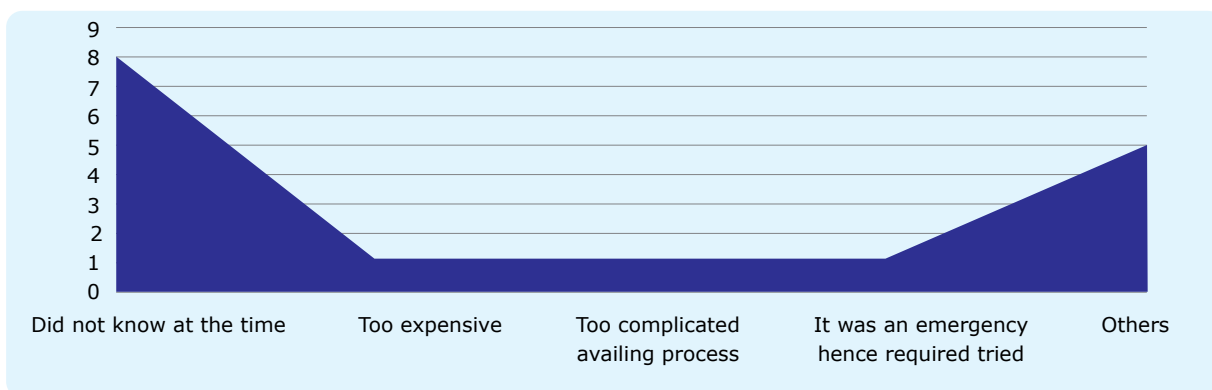 9
8
7
6
5
4
3
2
1
0
Did not know at the time
Too expensive
Too complicated
availing process
It was an emergency
hence required tried
Others